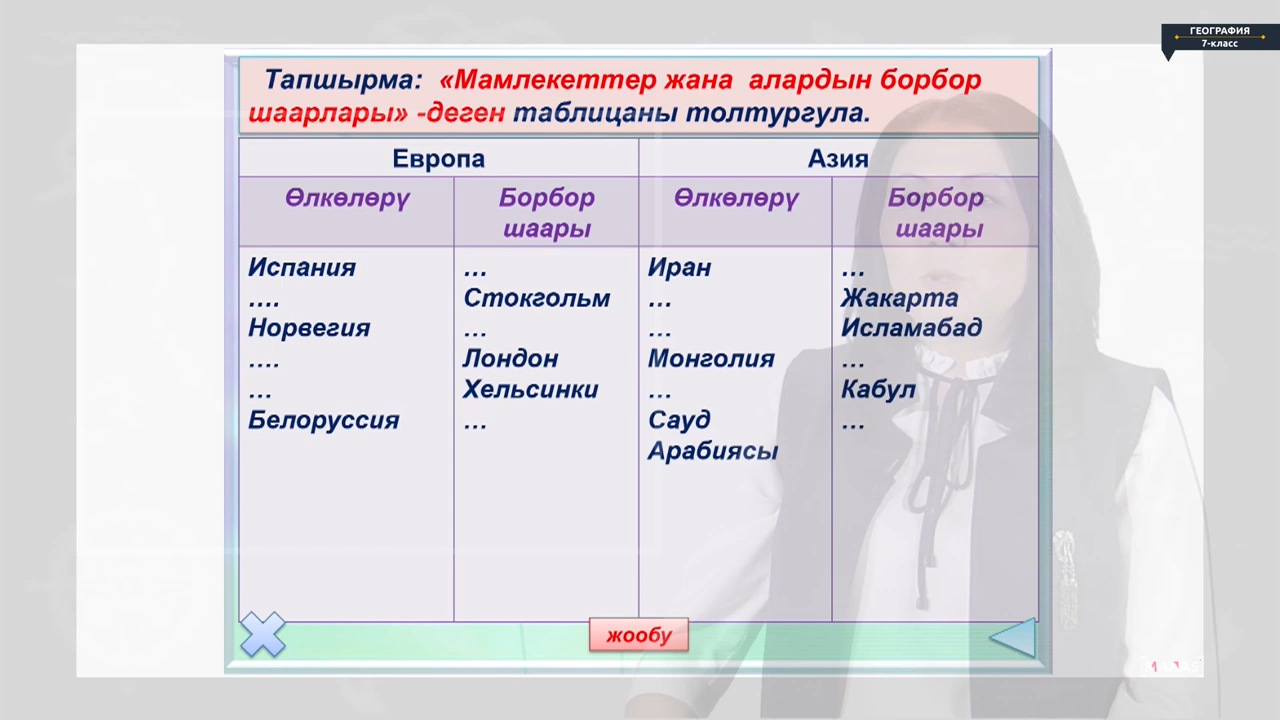 ГЕОГРАФИЯ
7-класс
Тапшырма: «Мамлекеттер жана алардын борбор
шаарлары» -деген таблицаны толтургула.
Европа
Азия
Өлкөлөрү
Борбор
шаары
Өлкөлөрү
Борбор
шаары
Испания
….
Норвегия
….
…
Белоруссия
…
Стокгольм
…
Лондон
Хельсинки
…
Иран
…
…
Монголия
…
Сауд
Арабиясы
…
Жакарта
Исламабад
…
Кабул
…
жообу